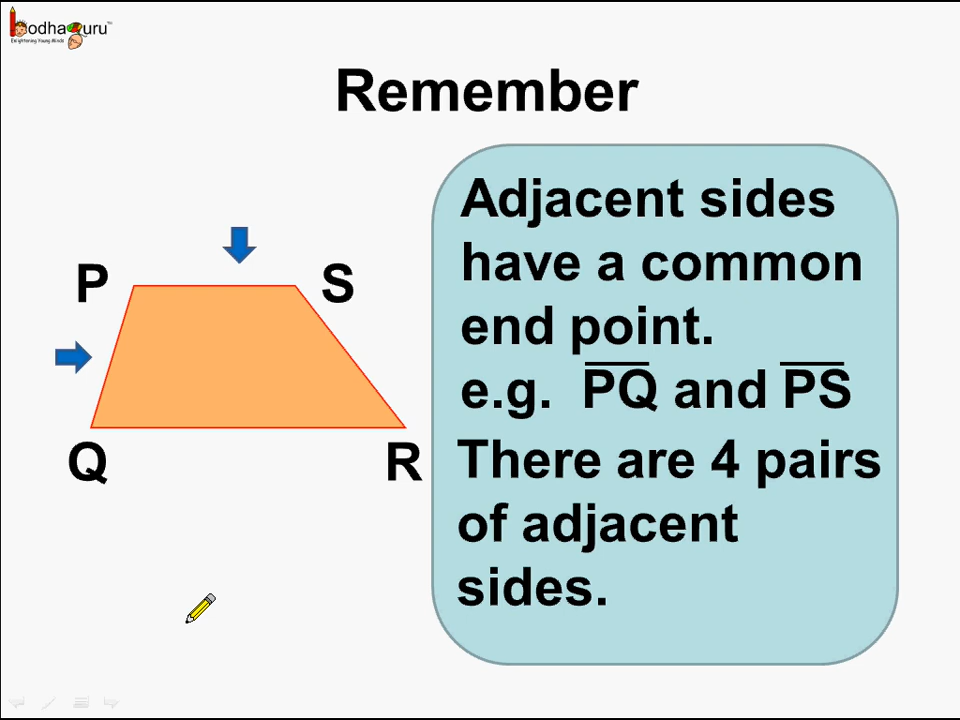 BodhaGuru™
Enlightening Young Minds
Remember
P
S
Q
R
Adjacent sides
have a common
end point.
e.g. PQ and PS
There are 4 pairs
of adjacent
sides.